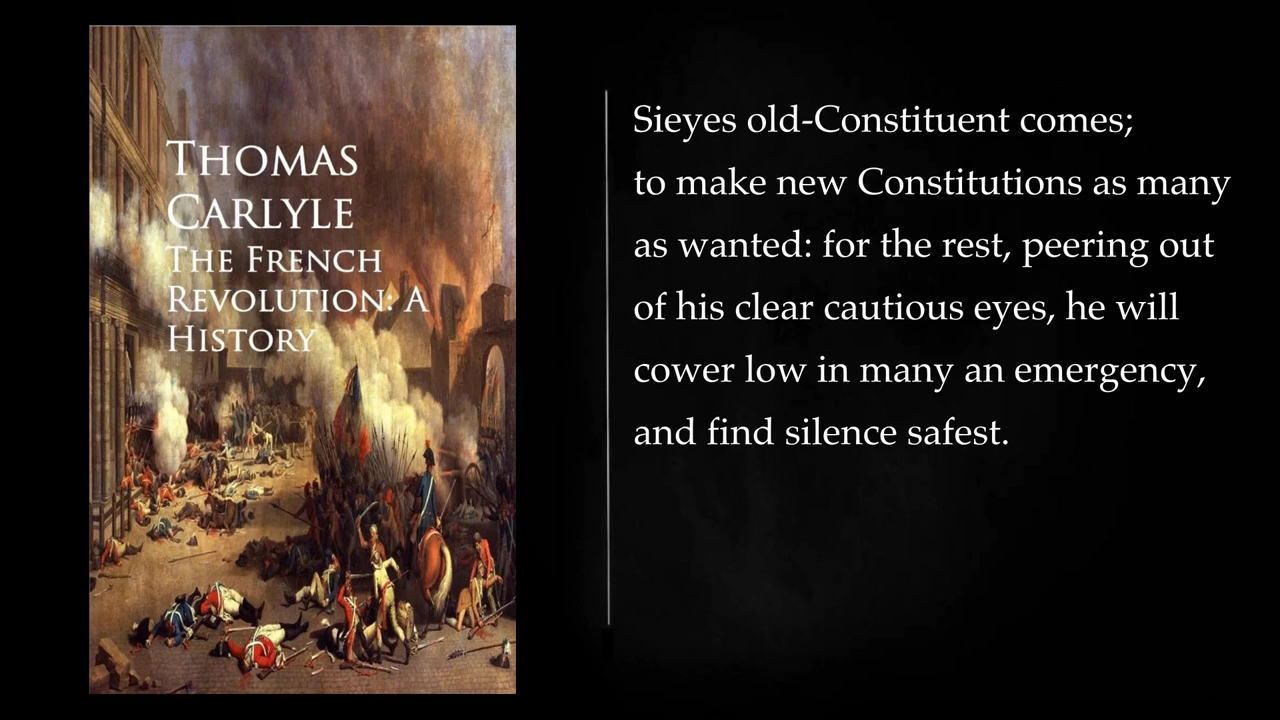 THOMAS
CARLYLE
THE FRENCH
REVOLUTION: A
HISTORY
Sieyes old-Constituent comes;
to make new Constitutions as many
as wanted: for the rest, peering out
of his clear cautious eyes, he will
cower low in many an emergency,
and find silence safest.